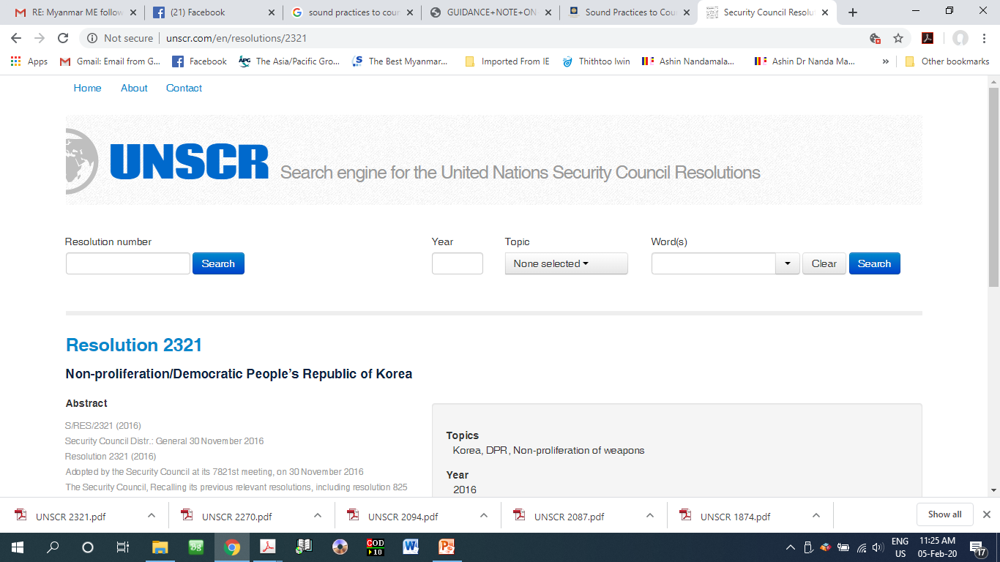 RE: Myanmar ME follow
(21) Facebook
sound practices to coun
GUIDANCE+NOTE+ON
Sound Practices to Cou
Security Council Resolut
Not secure | unscr.com/en/resolutions/2321
Apps
Gmail: Email from G...
Facebook
The Asia/Pacific Gro...
The Best Myanmar...
Imported From IE
Thithtoo lwin
Ashin Nandamala...
Ashin Dr Nanda Ma...
»
Other bookmarks
Home About Contact
UNSCR Search engine for the United Nations Security Council Resolutions
Resolution number
Year
Topic
Word(s)
Search
None selected
Clear
Search
Resolution 2321
Non-proliferation/Democratic People’s Republic of Korea
Abstract
S/RES/2321 (2016)
Security Council Distr.: General 30 November 2016
Resolution 2321 (2016)
Adopted by the Security Council at its 7821st meeting, on 30 November 2016
The Security Council, Recalling its previous relevant resolutions, including resolution 825
Topics
Korea, DPR, Non-proliferation of weapons
Year
2016
UNSCR 2321.pdf
UNSCR 2270.pdf
UNSCR 2094.pdf
UNSCR 2087.pdf
UNSCR 1874.pdf
Show all
COD
10
ENG
US
11:25 AM
05-Feb-20
17